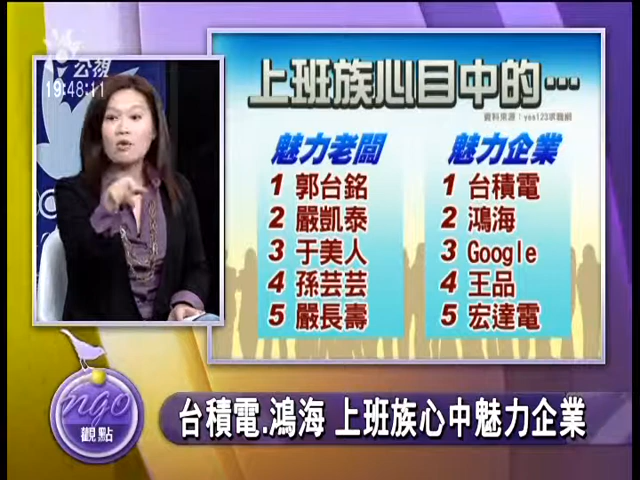 公視
19:48:11
上班族心目中的…
資料來源：yes123求職網
魅力老闆
1 郭台銘
2 嚴凱泰
3 于美人
4 孫芸芸
5 嚴長壽
魅力企業
1 台積電
2 鴻海
3 Google
4 王品
5 宏達電
ngo
觀點
台積電.鴻海 上班族心中魅力企業